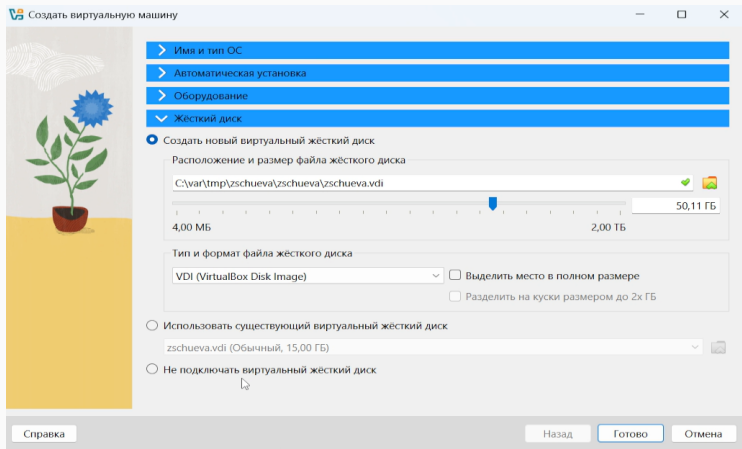 Создать виртуальную машину
Имя и тип ОС
Автоматическая установка
Оборудование
Жёсткий диск
Создать новый виртуальный жёсткий диск
Расположение и размер файла жёсткого диска
C:\var\tmp\zschueva\zschueva\zschueva.vdi
50,11 ГБ
4,00 МБ 2,00 ТБ
Тип и формат файла жёсткого диска
VDI (VirtualBox Disk Image) Выделить место в полном размере
Разделить на куски размером до 2x ГБ
Использовать существующий виртуальный жёсткий диск
zschueva.vdi (Обычный, 15,00 ГБ)
Не подключать виртуальный жёсткий диск
Справка Назад Готово Отмена